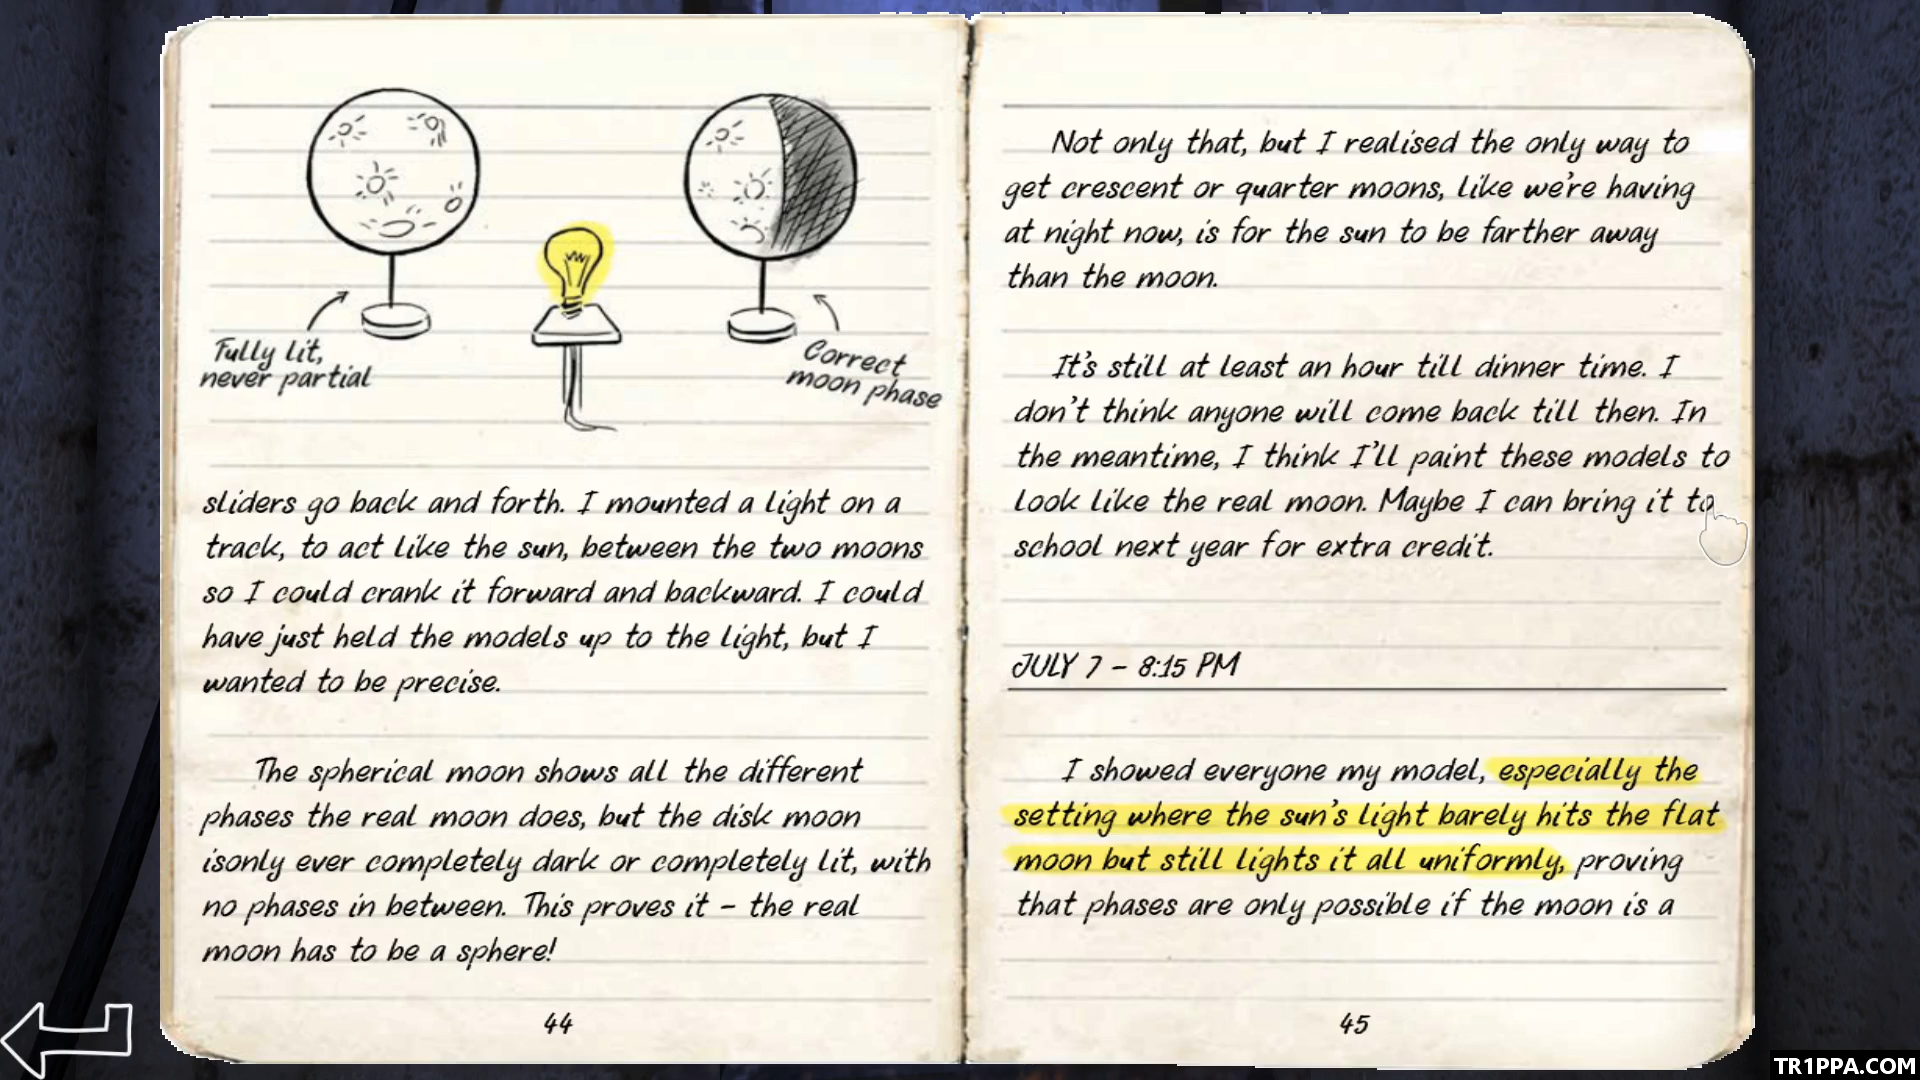 Fully lit,
never partial
Correct
moon phase
sliders go back and forth. I mounted a light on a
track, to act like the sun, between the two moons
so I could crank it forward and backward. I could
have just held the models up to the light, but I
wanted to be precise.
The spherical moon shows all the different
phases the real moon does, but the disk moon
isonly ever completely dark or completely lit, with
no phases in between. This proves it – the real
moon has to be a sphere!
44
Not only that, but I realised the only way to
get crescent or quarter moons, like we're having
at night now, is for the sun to be farther away
than the moon.
It's still at least an hour till dinner time. I
don't think anyone will come back till then. In
the meantime, I think I'll paint these models to
look like the real moon. Maybe I can bring it to
school next year for extra credit.
JULY 7 – 8:15 PM
I showed everyone my model, especially the
setting where the sun's light barely hits the flat
moon but still lights it all uniformly, proving
that phases are only possible if the moon is a
45
TR1PPA.COM